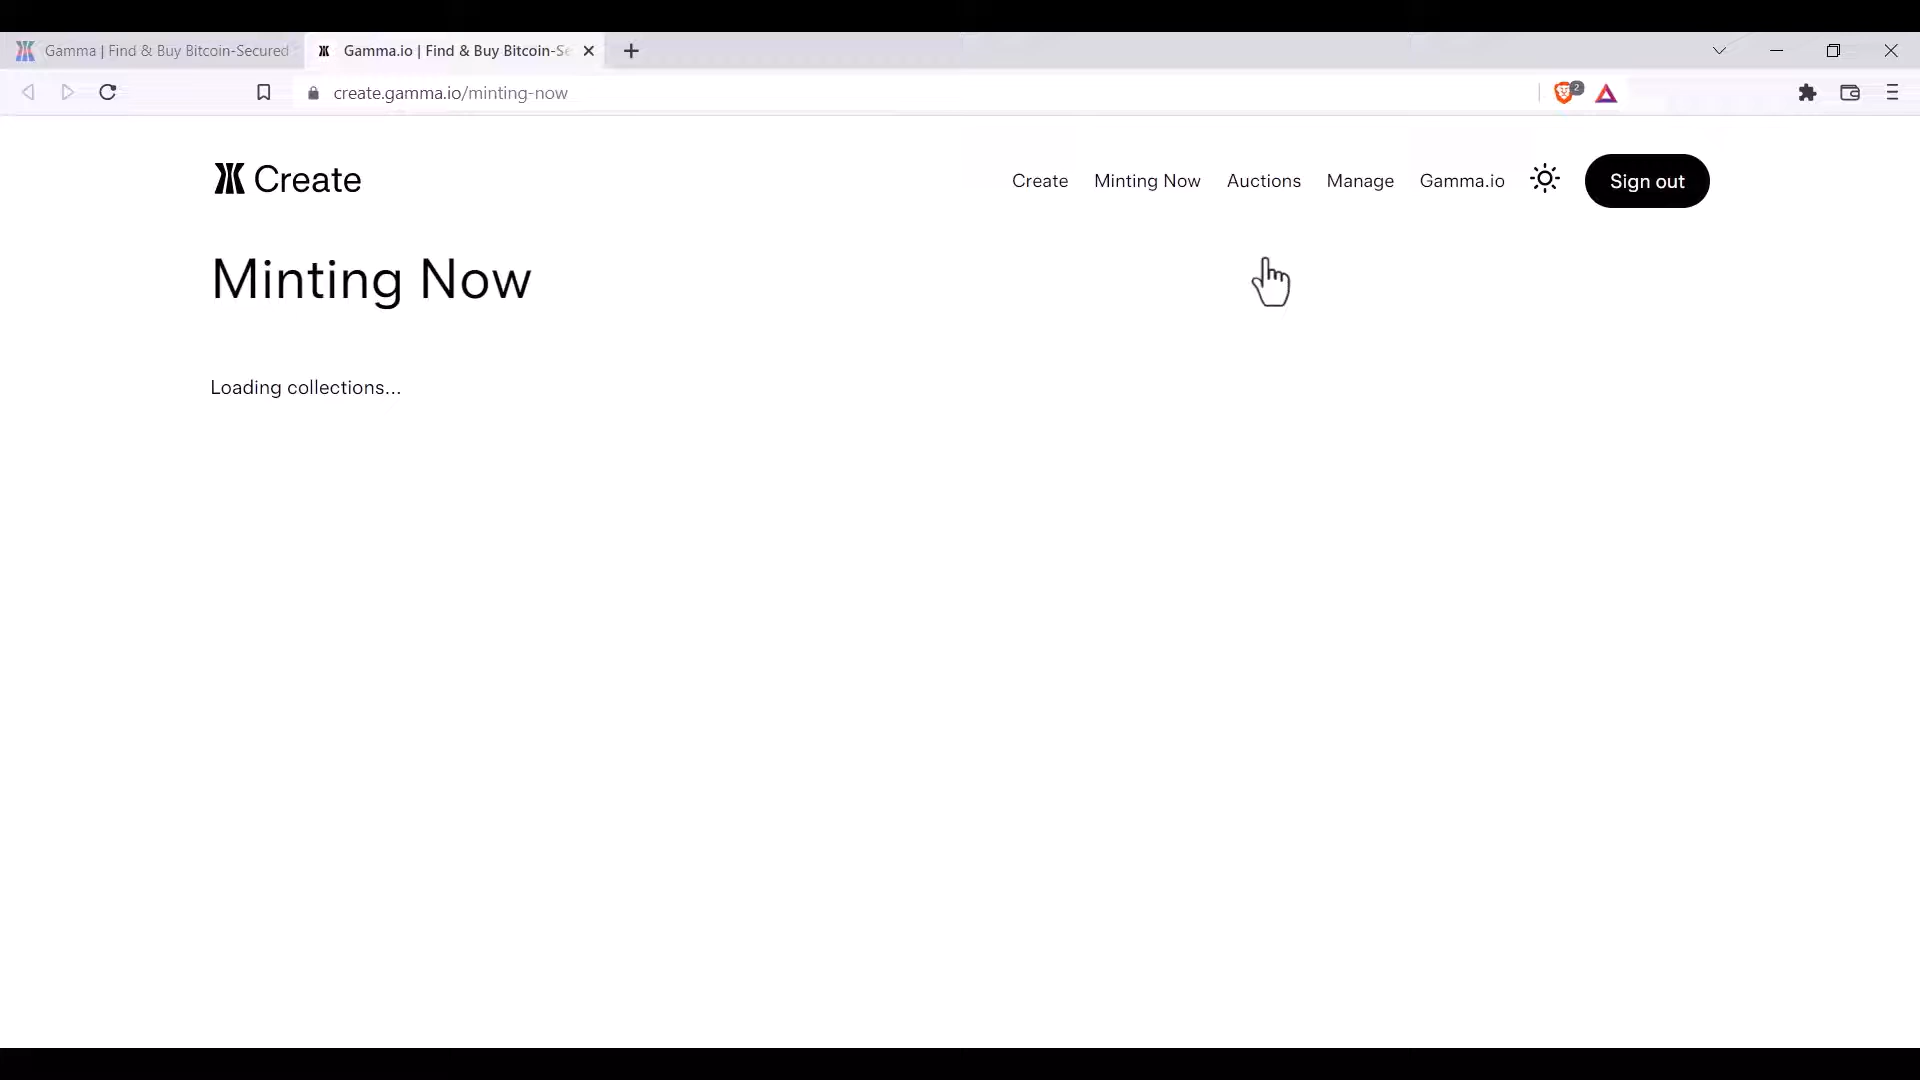 Gamma | Find & Buy Bitcoin-Secured
Gamma.io | Find & Buy Bitcoin-Se
create.gamma.io/minting-now
2
Create
Create
Minting Now
Auctions
Manage
Gamma.io
Sign out
Minting Now
Loading collections...